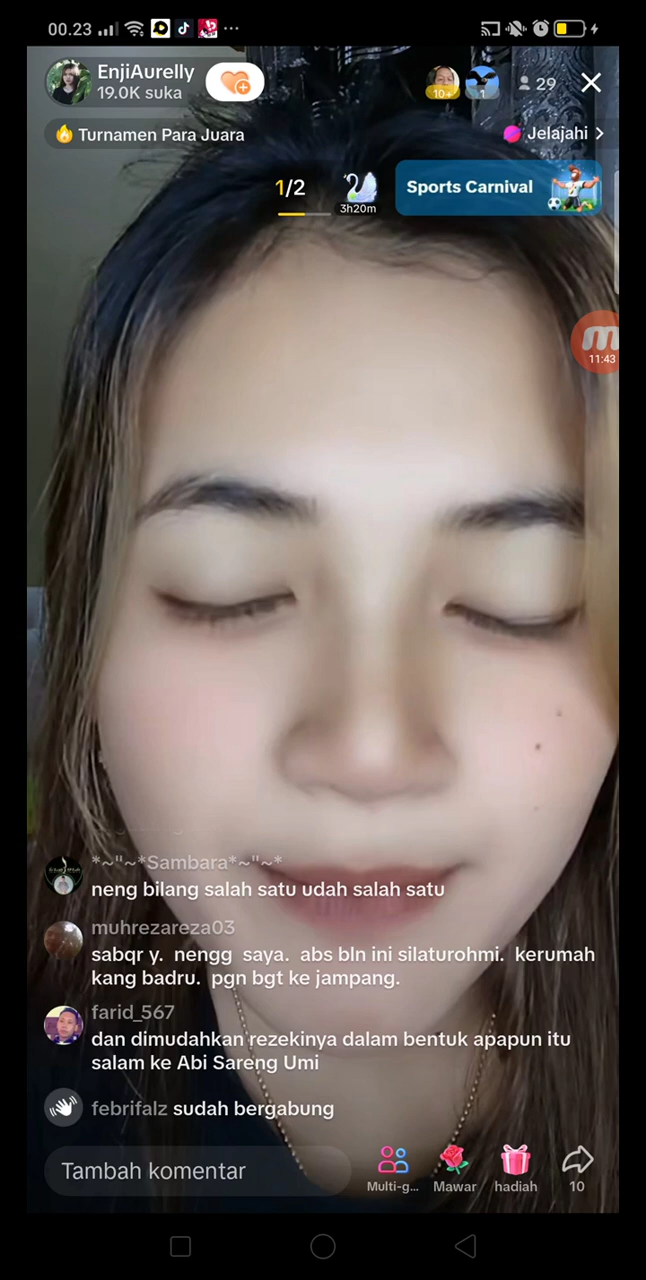 00.23
EnjiAurelly
19.0K suka
10+
1
29
Turnamen Para Juara
Jelajahi >
1/2
3h20m
Sports Carnival
11:43
*~"~*Sambara*~"~*
neng bilang salah satu udah salah satu
muhrezareza03
sabqr y. nengg saya. abs bln ini silaturohmi. kerumah
kang badru. pgn bgt ke jampang.
farid_567
dan dimudahkan rezekinya dalam bentuk apapun itu
salam ke Abi Sareng Umi
febrifalz sudah bergabung
Tambah komentar
Multi-g...
Mawar
hadiah
10